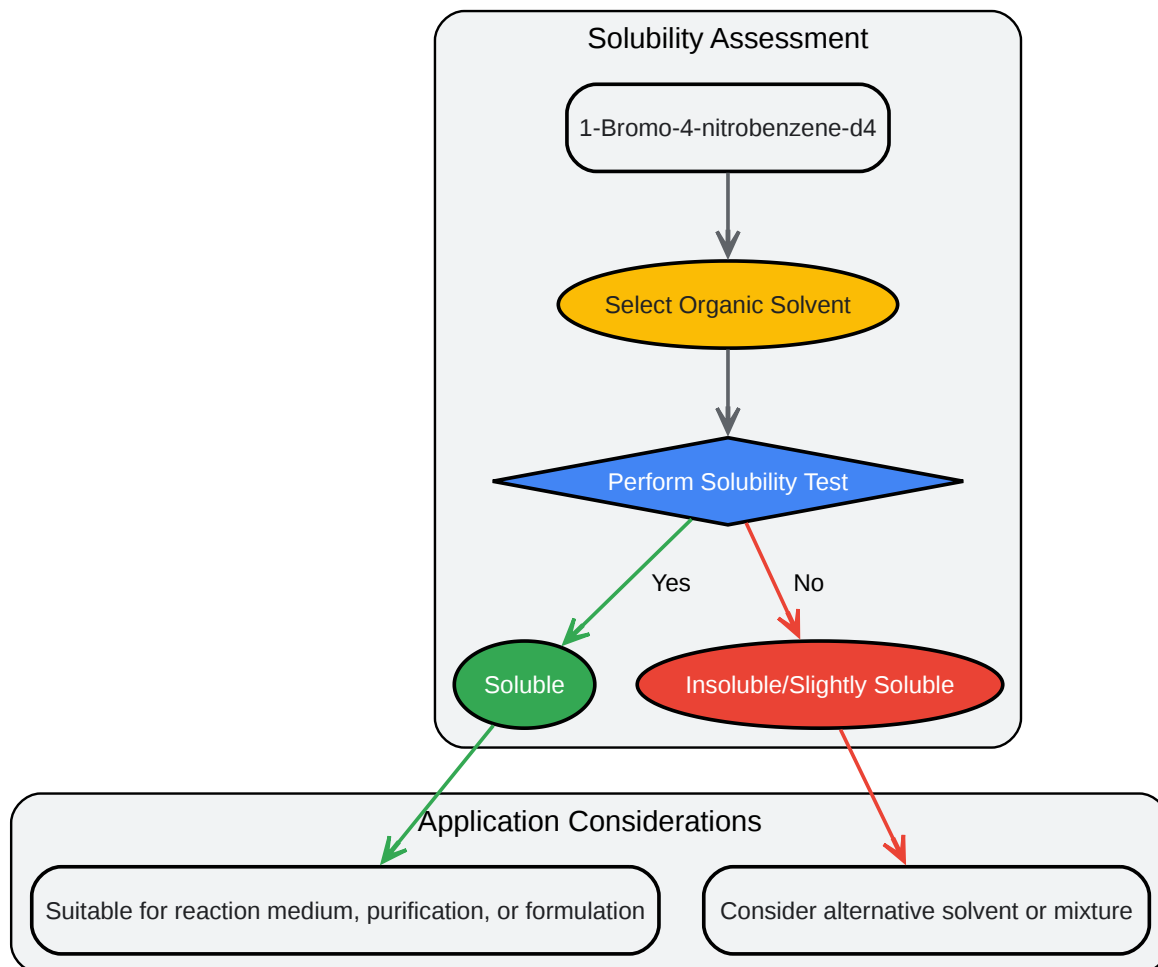 Solubility Assessment
1-Bromo-4-nitrobenzene-d4
Select Organic Solvent
Perform Solubility Test
Yes
No
Soluble
Insoluble/Slightly Soluble
Application Considerations
Suitable for reaction medium, purification, or formulation
Consider alternative solvent or mixture